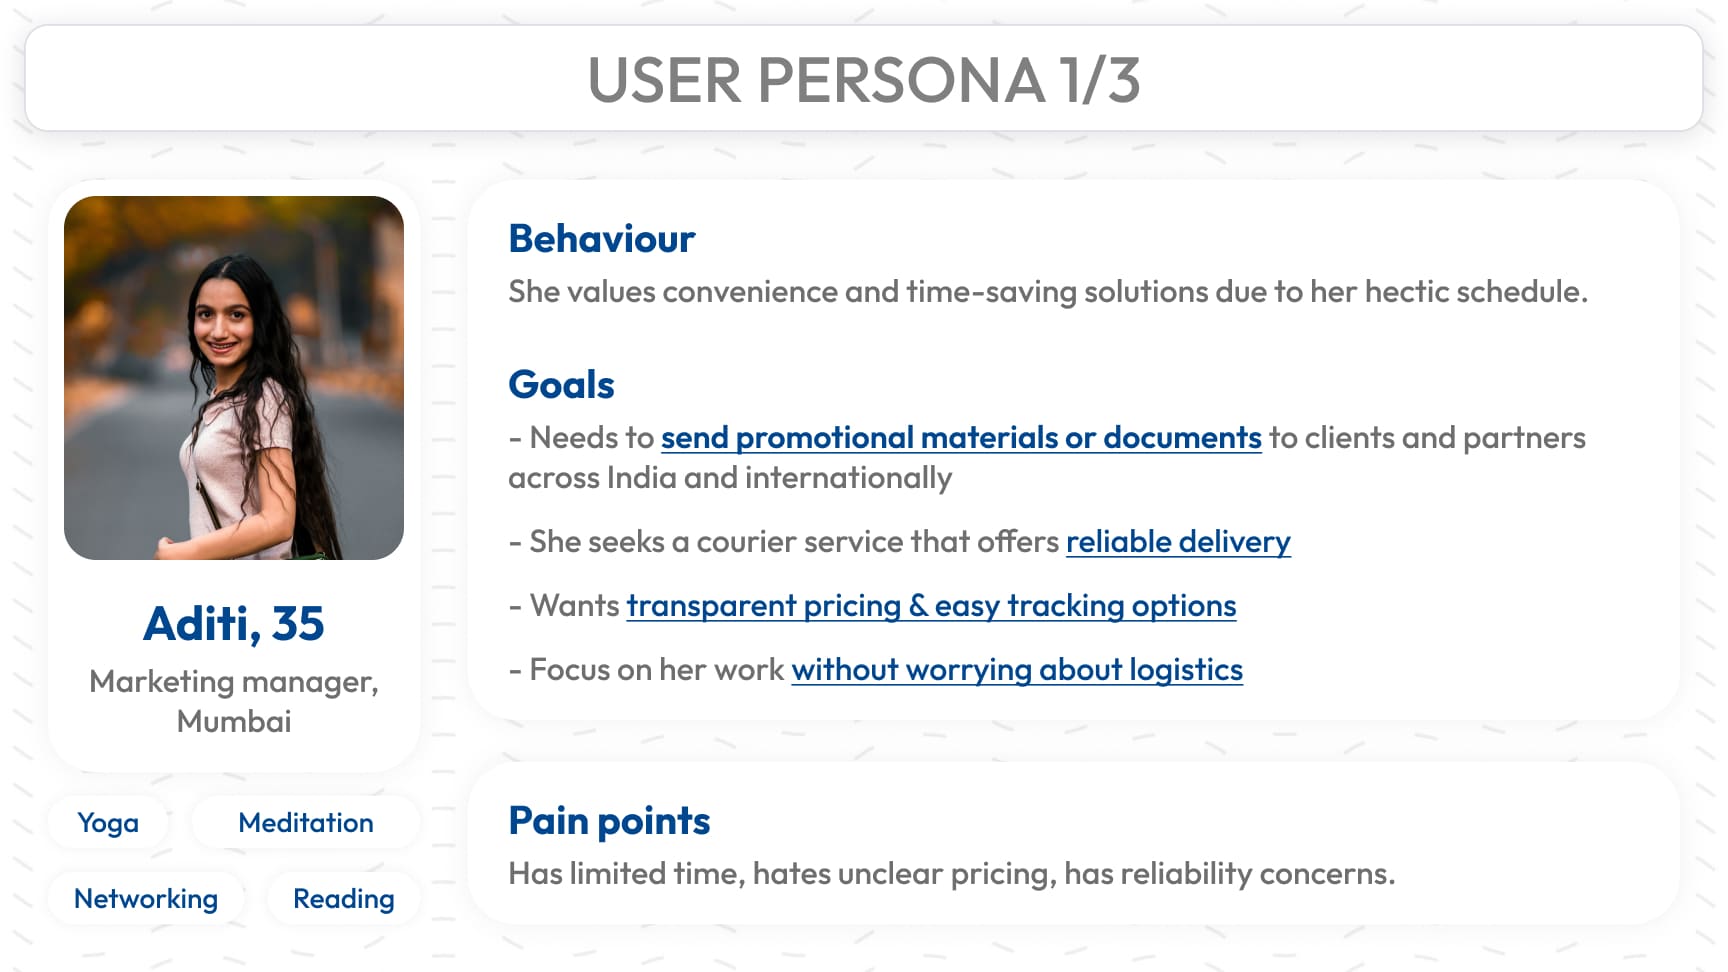 USER PERSONA 1/3
Aditi, 35
Marketing manager,
Mumbai
Yoga
Meditation
Networking
Reading
Behaviour
She values convenience and time-saving solutions due to her hectic schedule.
Goals
- Needs to send promotional materials or documents to clients and partners
across India and internationally
- She seeks a courier service that offers reliable delivery
- Wants transparent pricing & easy tracking options
- Focus on her work without worrying about logistics
Pain points
Has limited time, hates unclear pricing, has reliability concerns.